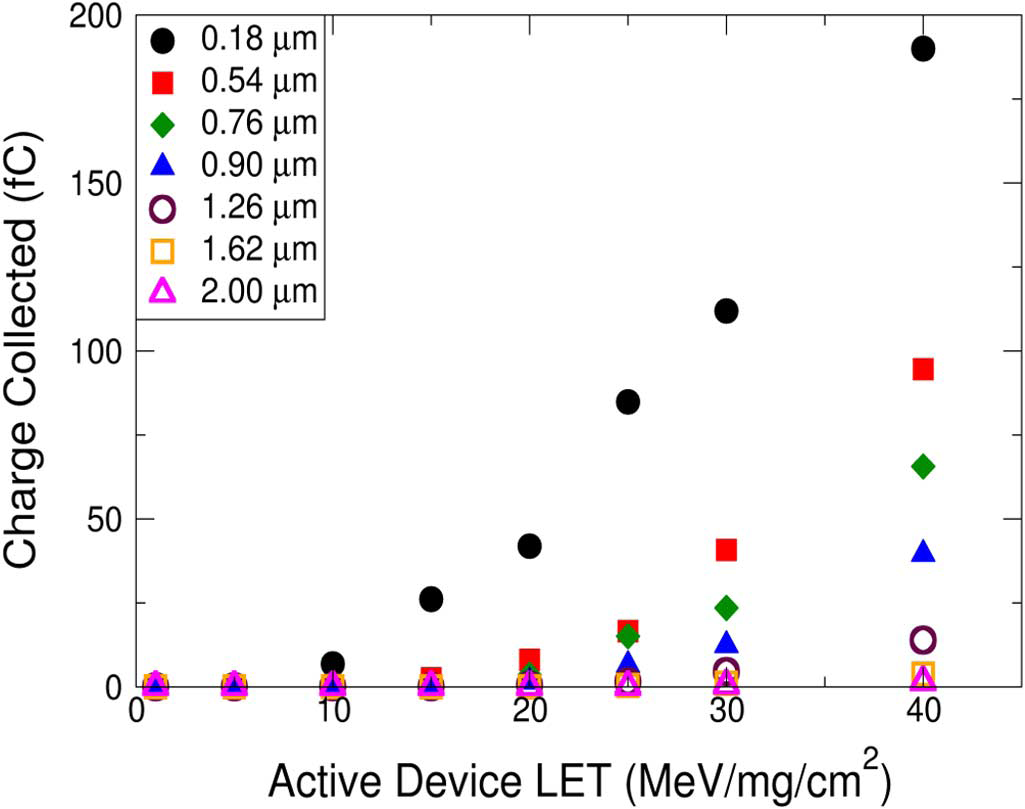 200
150
100
50
0
0.18 μm
0.54 μm
0.76 μm
0.90 μm
1.26 μm
1.62 μm
2.00 μm
0 10 20 30 40
Charge Collected (fC)
Active Device LET (MeV/mg/cm²)